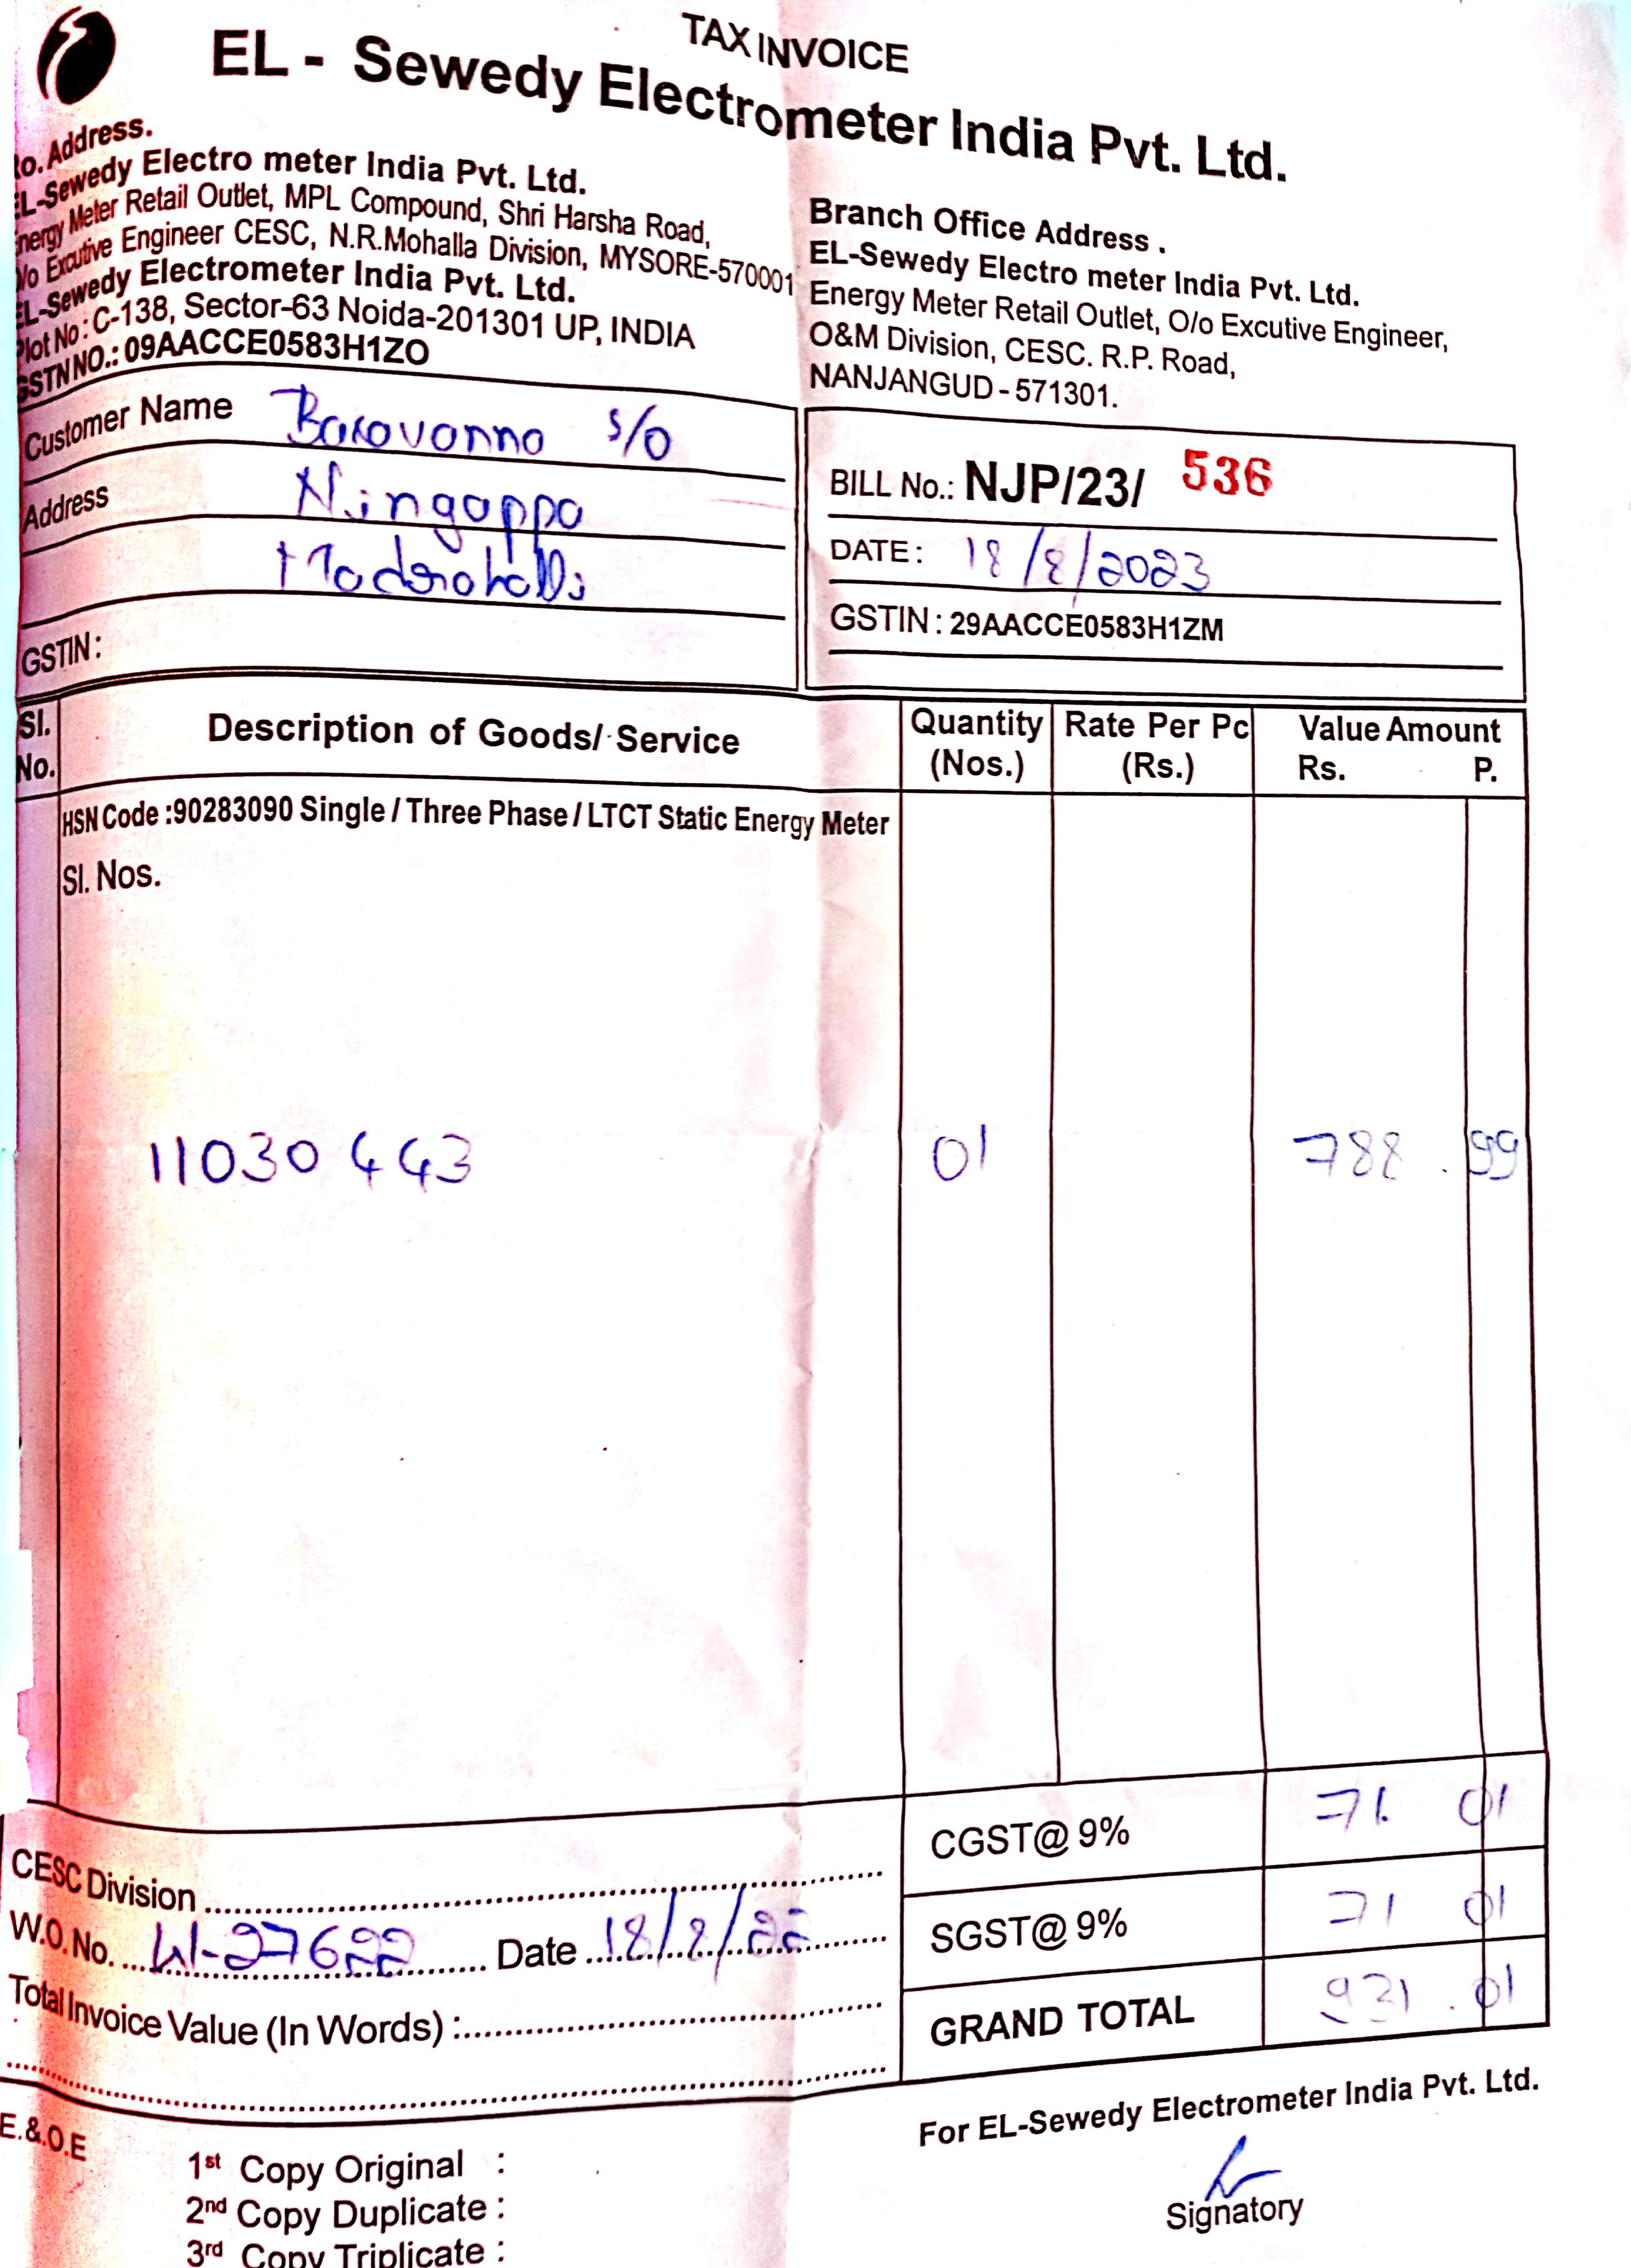 TAX INVOICE
EL - Sewedy Electrometer India Pvt. Ltd.
Address.
EL-Sewedy Electro meter India Pvt. Ltd.
Energy Meter Retail Outlet, MPL Compound, Shri Harsha Road,
Excutive Engineer CESC, N.R.Mohalla Division, MYSORE-570001
EL-Sewedy Electrometer India Pvt. Ltd.
Plot No: C-138, Sector-63 Noida-201301 UP, INDIA
GSTN NO.: 09AACCE0583H1ZO
Branch Office Address .
EL-Sewedy Electro meter India Pvt. Ltd.
Energy Meter Retail Outlet, O/o Excutive Engineer,
O&M Division, CESC. R.P. Road,
NANJANGUD - 571301.
Customer Name Basavanna s/o
Address Ningappa
GSTIN :
BILL No.: NJP/23/ 536
DATE : 18/8/2023
GSTIN : 29AACCE0583H1ZM
Sl. No. Description of Goods/ Service Quantity (Nos.) Rate Per Pc (Rs.) Value Amount Rs. P.
HSN Code :90283090 Single / Three Phase / LTCT Static Energy Meter
Sl. Nos.
11030443 01 788.99
CGST@ 9% 71. 01
SGST@ 9% 71 01
GRAND TOTAL 931.01
CESC Division
W.O. No. 27622 Date 18/8/
Total Invoice Value (In Words) :
E.&.O.E
1st Copy Original :
2nd Copy Duplicate :
3rd Copy Triplicate :
For EL-Sewedy Electrometer India Pvt. Ltd.
Signatory